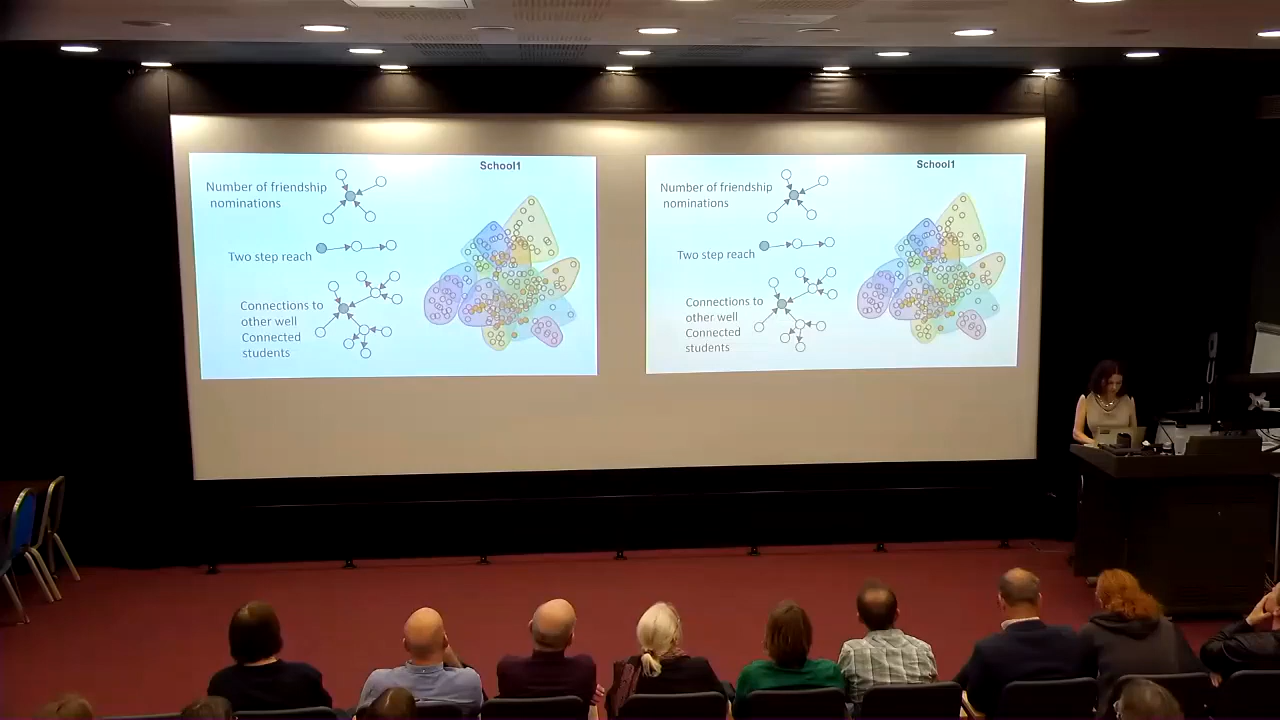 School1
Number of friendship
nominations
Two step reach
Connections to
other well
Connected
students
School1
Number of friendship
nominations
Two step reach
Connections to
other well
Connected
students